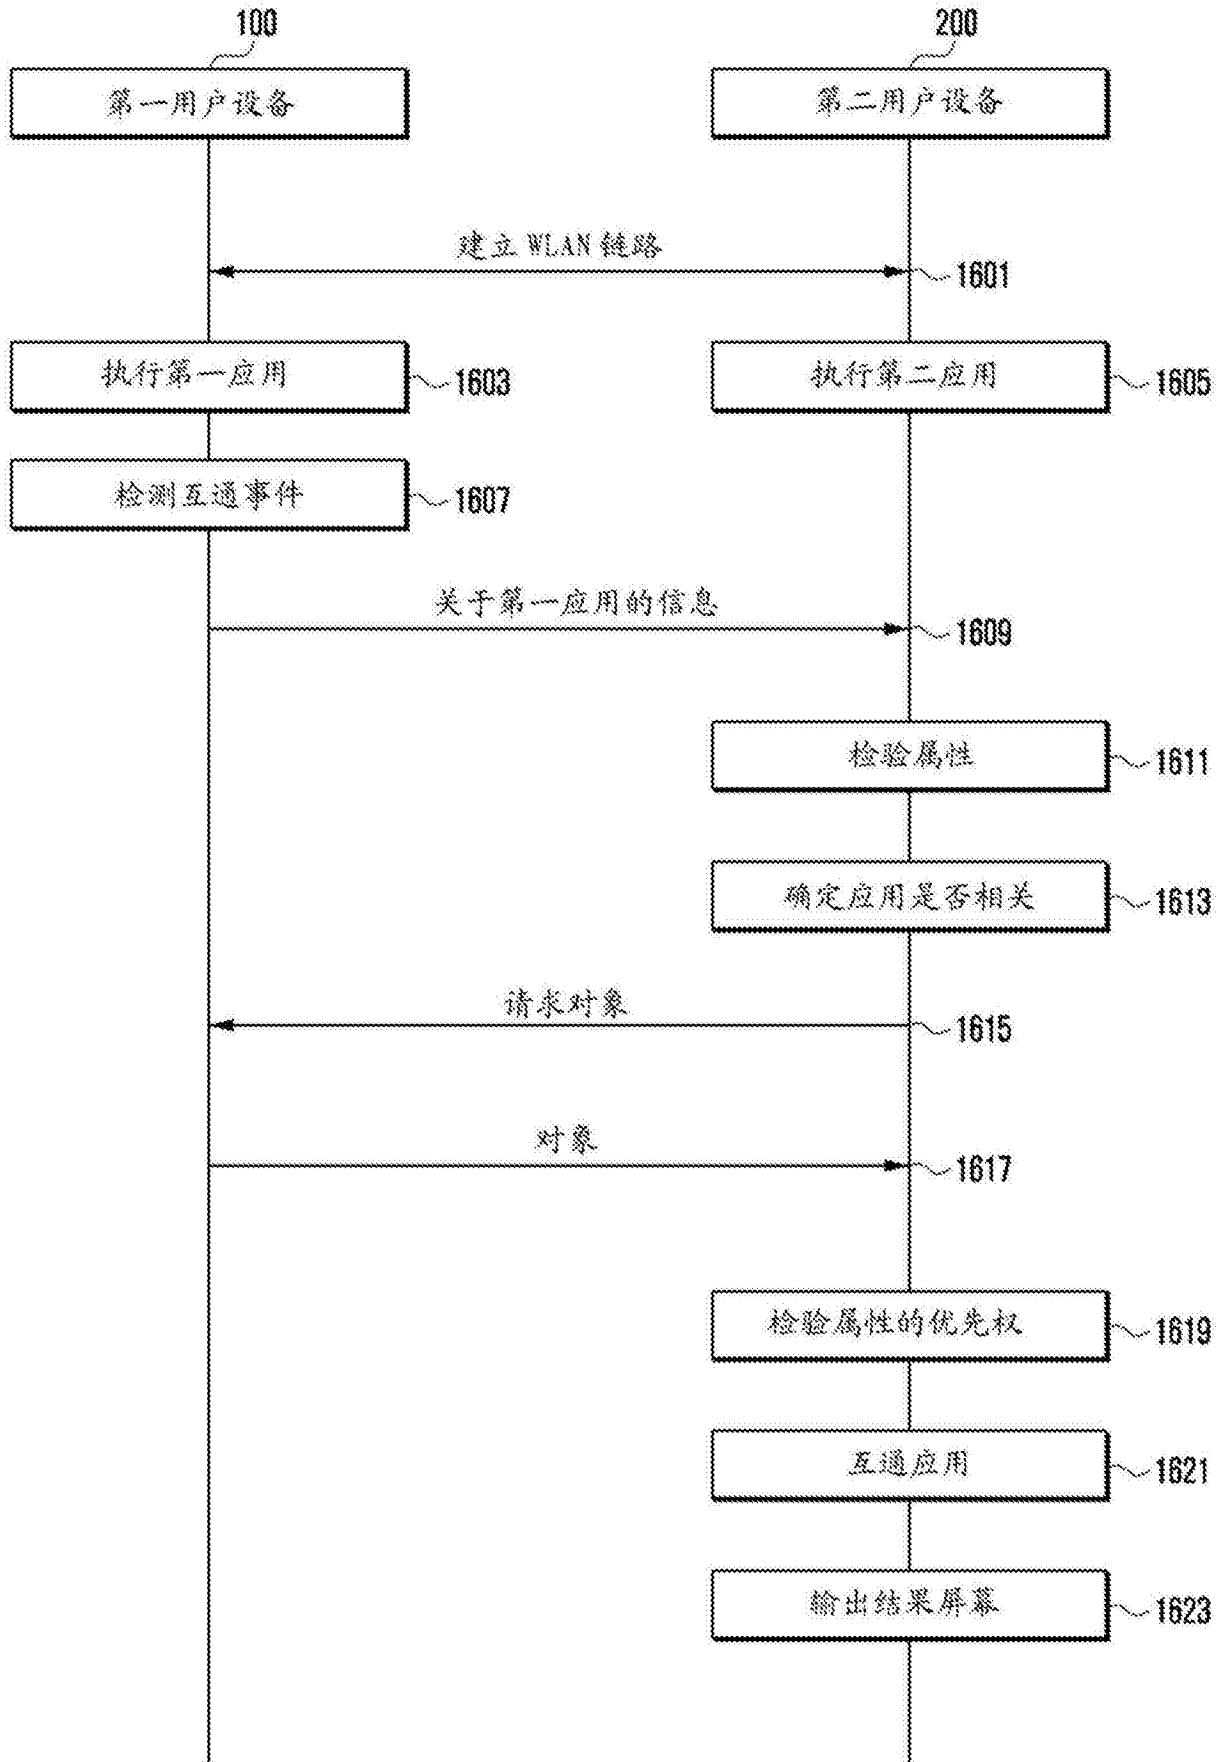 100
200
第一用户设备
第二用户设备
建立 WLAN 链路
1601
执行第一应用
1603
执行第二应用
1605
检测互通事件
1607
关于第一应用的信息
1609
检验属性
1611
确定应用是否相关
1613
请求对象
1615
对象
1617
检验属性的优先权
1619
互通应用
1621
输出结果屏幕
1623